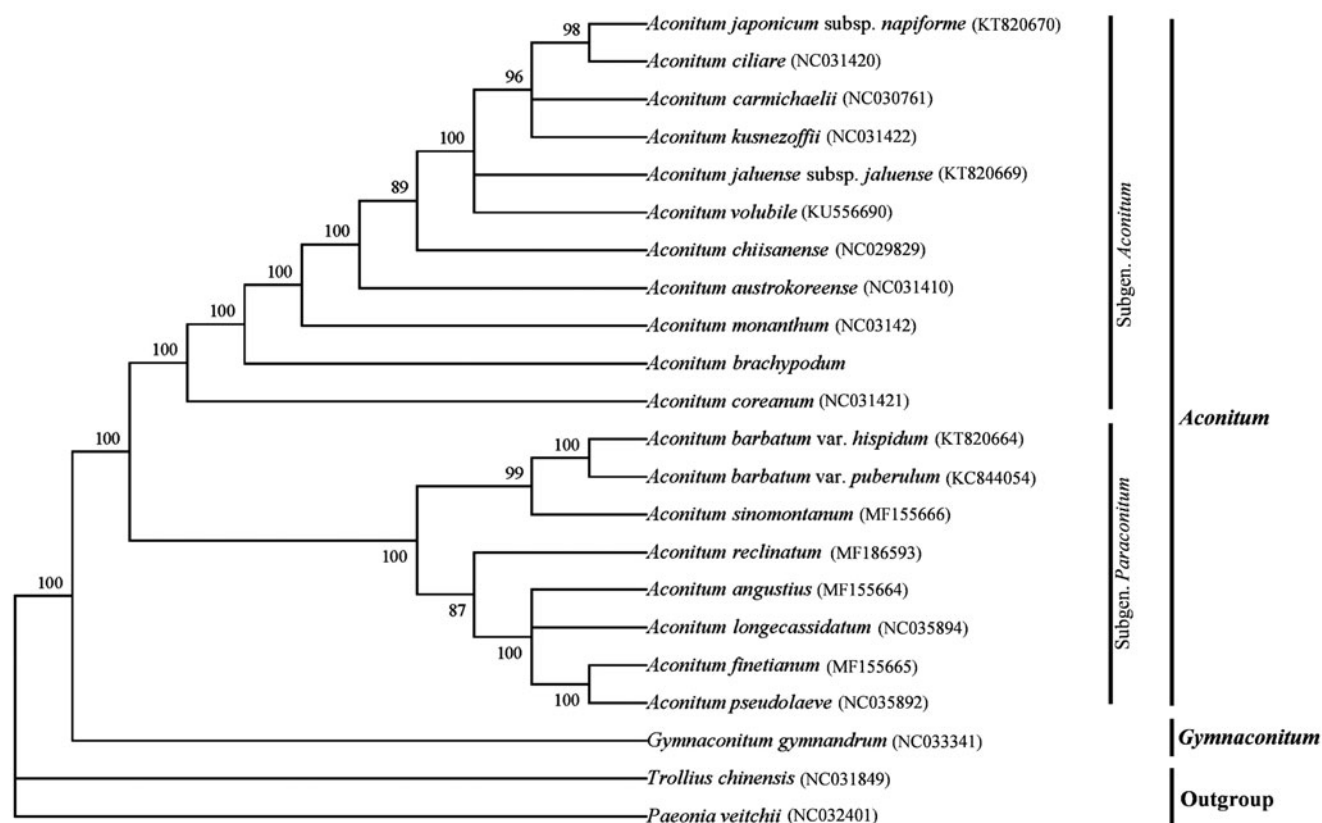 Aconitum japonicum subsp. napiforme (KT820670)
98
Aconitum ciliare (NC031420)
96
Aconitum carmichaelii (NC030761)
Aconitum kusnezoffii (NC031422)
100
Aconitum jaluense subsp. jaluense (KT820669)
89
Aconitum volubile (KU556690)
Aconitum chiisanense (NC029829)
100
Aconitum austrokoreense (NC031410)
100
Aconitum monanthum (NC03142)
100
Aconitum brachypodum
100
Aconitum coreanum (NC031421)
Subgen. Aconitum
100
Aconitum barbatum var. hispidum (KT820664)
100
Aconitum barbatum var. puberulum (KC844054)
99
Aconitum sinomontanum (MF155666)
100
Aconitum reclinatum (MF186593)
87
Aconitum angustius (MF155664)
Aconitum longecassidatum (NC035894)
100
Aconitum finetianum (MF155665)
100
Aconitum pseudolaeve (NC035892)
Subgen. Paraconitum
Aconitum
100
Gymnaconitum gymnandrum (NC033341)
Gymnaconitum
Trollius chinensis (NC031849)
Paeonia veitchii (NC032401)
Outgroup